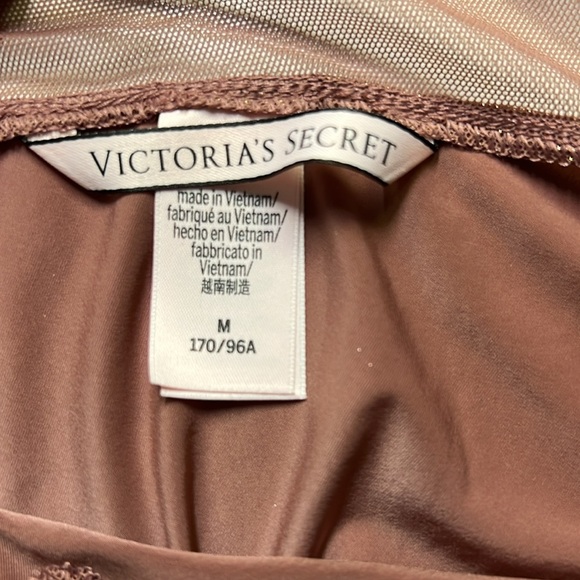 VICTORIA'S SECRET
made in Vietnam/
fabriqué au Vietnam/
hecho en Vietnam/
fabbricato in
Vietnam/
越南制造
M
170/96A